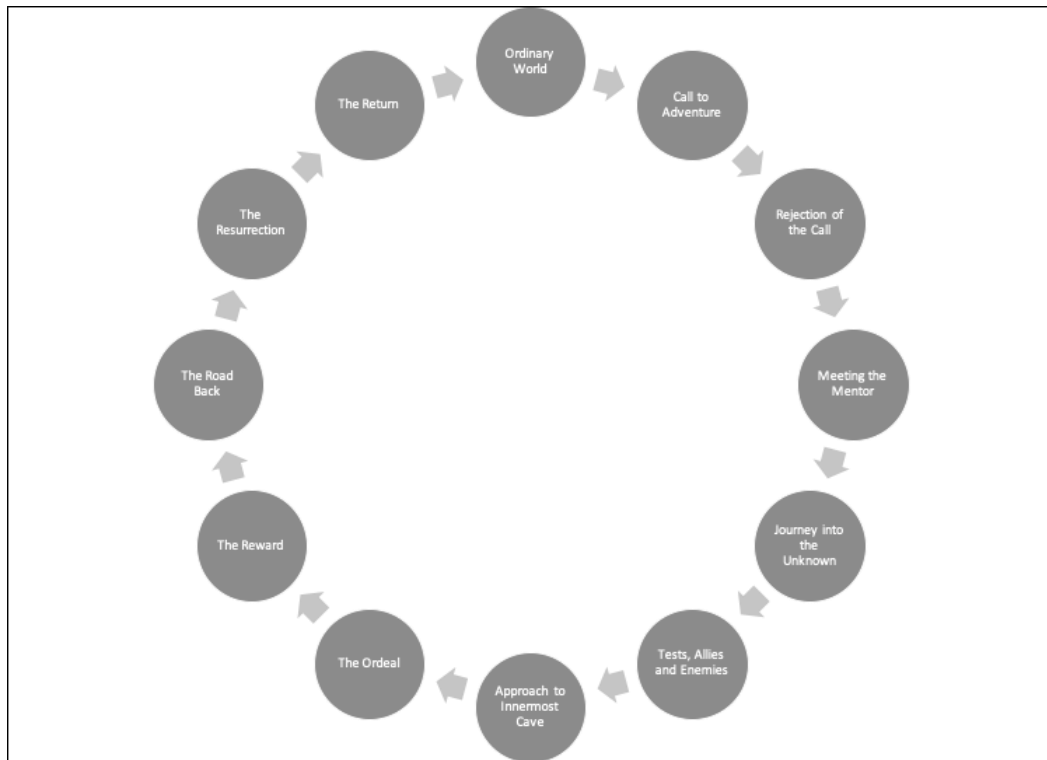 Ordinary
World
Call to
Adventure
Rejection of
the Call
Meeting the
Mentor
Journey into
the
Unknown
Tests, Allies
and Enemies
Approach to
Innermost
Cave
The Ordeal
The Reward
The Road
Back
The
Resurrection
The Return